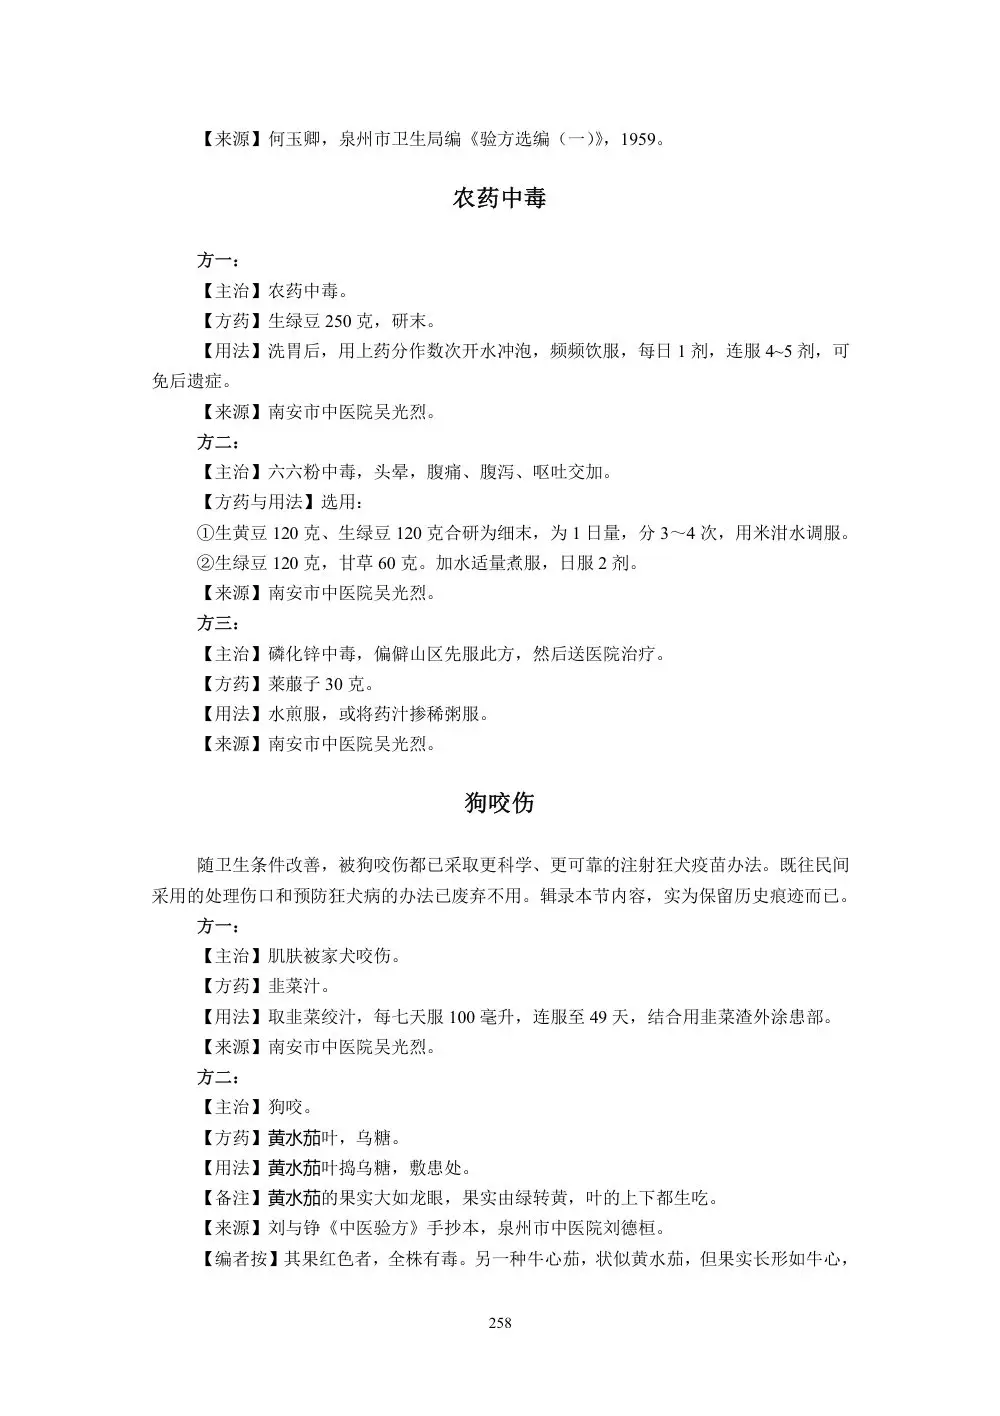 【来源】何玉卿，泉州市卫生局编《验方选编（一）》，1959。
农药中毒
方一：
【主治】农药中毒。
【方药】生绿豆 250 克，研末。
【用法】洗胃后，用上药分作数次开水冲泡，频频饮服，每日 1 剂，连服 4~5 剂，可
免后遗症。
【来源】南安市中医院吴光烈。
方二：
【主治】六六粉中毒，头晕，腹痛、腹泻、呕吐交加。
【方药与用法】选用：
①生黄豆 120 克、生绿豆 120 克合研为细末，为 1 日量，分 3～4 次，用米泔水调服。
②生绿豆 120 克，甘草 60 克。加水适量煮服，日服 2 剂。
【来源】南安市中医院吴光烈。
方三：
【主治】磷化锌中毒，偏僻山区先服此方，然后送医院治疗。
【方药】莱菔子 30 克。
【用法】水煎服，或将药汁掺稀粥服。
【来源】南安市中医院吴光烈。
狗咬伤
随卫生条件改善，被狗咬伤都已采取更科学、更可靠的注射狂犬疫苗办法。既往民间
采用的处理伤口和预防狂犬病的办法已废弃不用。辑录本节内容，实为保留历史痕迹而已。
方一：
【主治】肌肤被家犬咬伤。
【方药】韭菜汁。
【用法】取韭菜绞汁，每七天服 100 毫升，连服至 49 天，结合用韭菜渣外涂患部。
【来源】南安市中医院吴光烈。
方二：
【主治】狗咬。
【方药】黄水茄叶，乌糖。
【用法】黄水茄叶捣乌糖，敷患处。
【备注】黄水茄的果实大如龙眼，果实由绿转黄，叶的上下都生吃。
【来源】刘与铮《中医验方》手抄本，泉州市中医院刘德桓。
【编者按】其果红色者，全株有毒。另一种牛心茄，状似黄水茄，但果实长形如牛心，
258